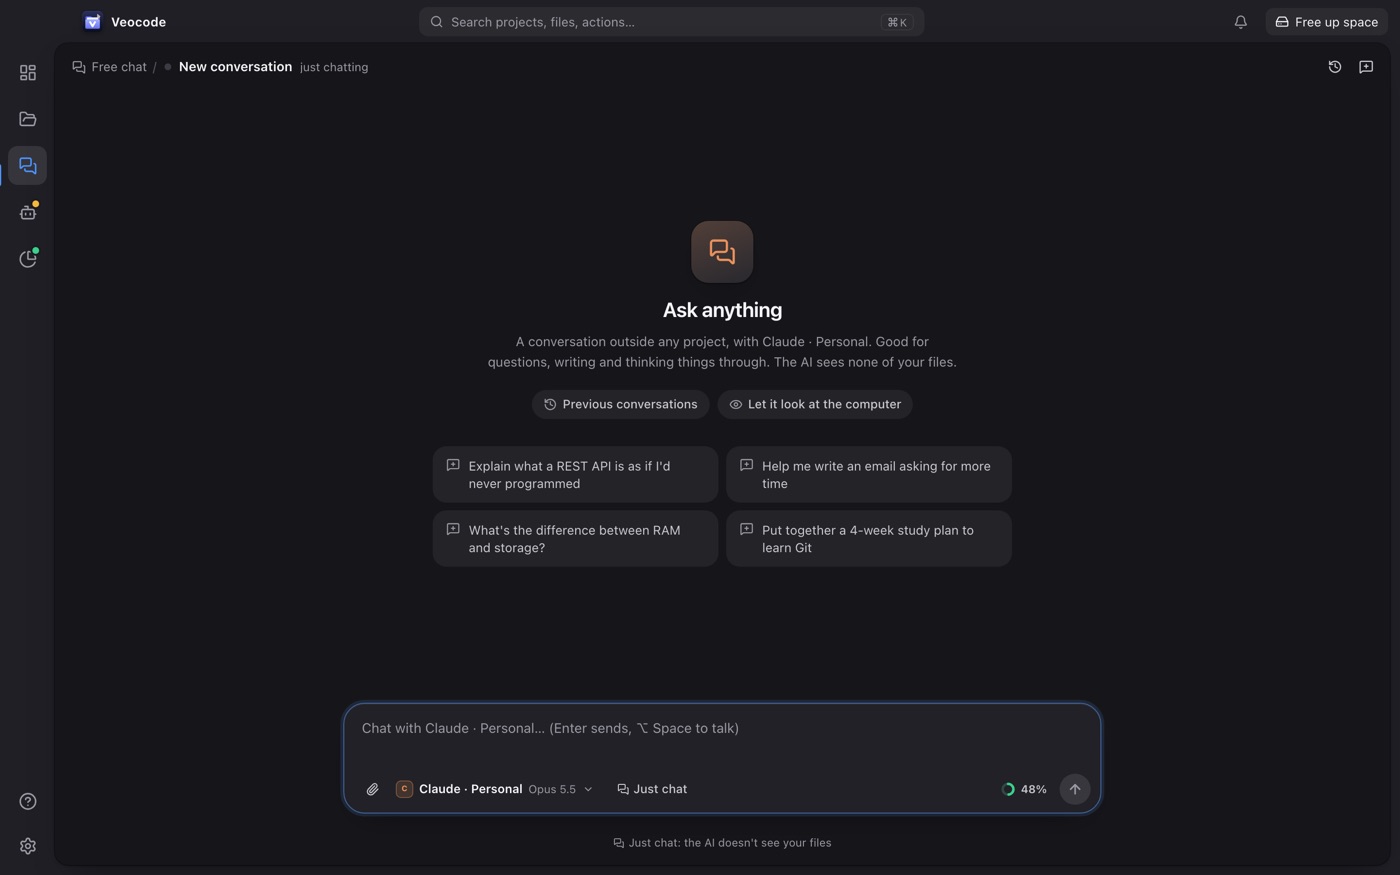 Veocode
Search projects, files, actions...
⌘K
Free up space
Free chat / New conversation just chatting
Ask anything
A conversation outside any project, with Claude · Personal. Good for
questions, writing and thinking things through. The AI sees none of your files.
Previous conversations
Let it look at the computer
Explain what a REST API is as if I'd
never programmed
Help me write an email asking for more
time
What's the difference between RAM
and storage?
Put together a 4-week study plan to
learn Git
Chat with Claude · Personal... (Enter sends, ⌥ Space to talk)
C Claude · Personal Opus 5.5
Just chat
48%
Just chat: the AI doesn't see your files